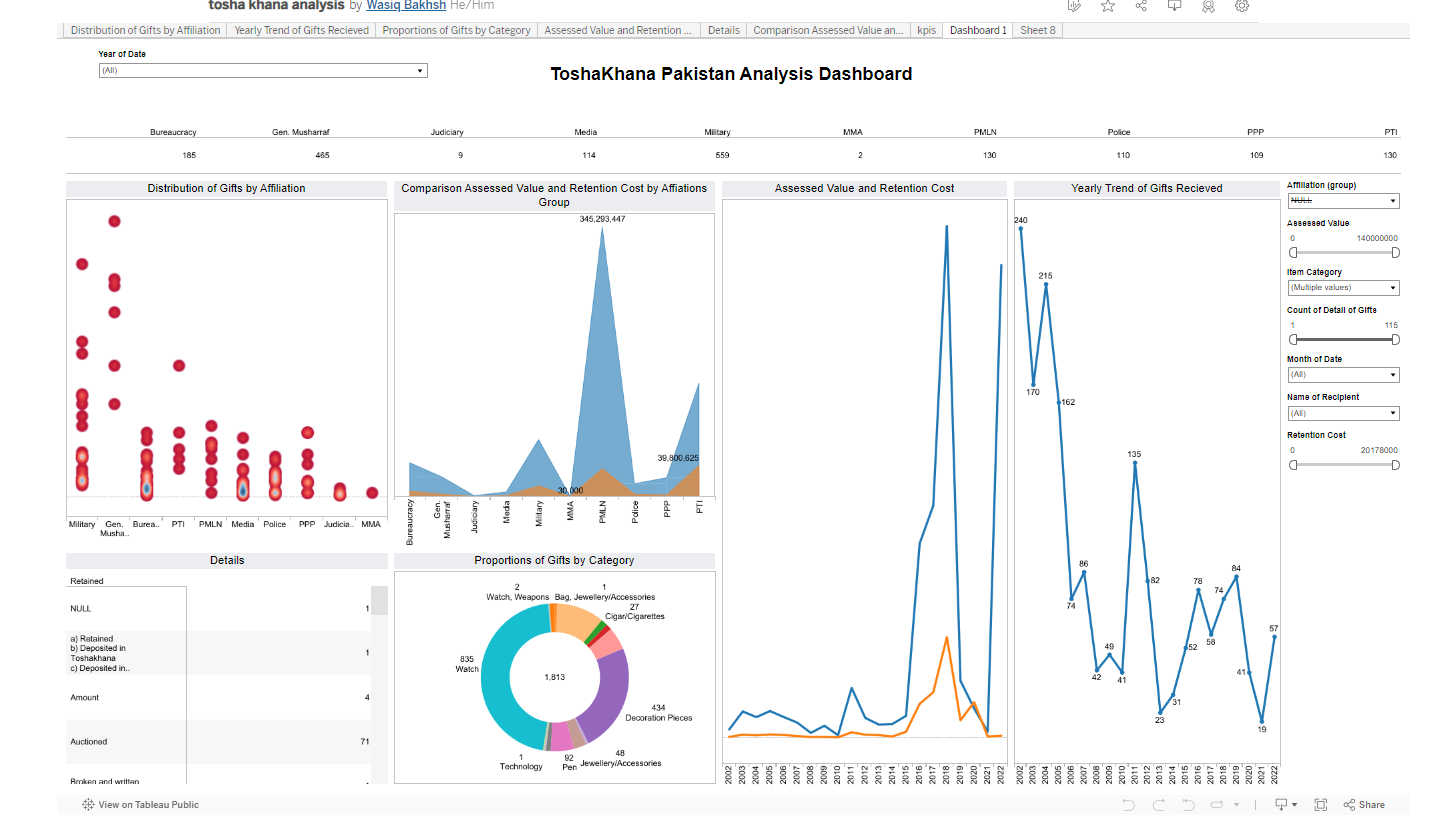 tosha khana analysis by Wasiq Bakhsh He/Him
Distribution of Gifts by Affiliation
Yearly Trend of Gifts Recieved
Proportions of Gifts by Category
Assessed Value and Retention ...
Details
Comparison Assessed Value an...
kpis
Dashboard 1
Sheet 8
Year of Date
(All)
ToshaKhana Pakistan Analysis Dashboard
Bureaucracy Gen. Musharraf Judiciary Media Military MMA PMLN Police PPP PTI
185 465 9 114 559 2 130 110 109 130
Distribution of Gifts by Affiliation
Military Gen. Burea.. PTI PMLN Media Police PPP Judicia.. MMA
Musha..
Comparison Assessed Value and Retention Cost by Affiations
Group
345,293,447
39,800,625
30,000
Bureaucracy
Gen.
Musharraf
Judiciary
Media
Military
MMA
PMLN
Police
PPP
PTI
Assessed Value and Retention Cost
2002 2003 2004 2005 2006 2007 2008 2009 2010 2011 2012 2013 2014 2015 2016 2017 2018 2019 2020 2021 2022
Yearly Trend of Gifts Recieved
240
170
215
162
74
86
42
49
41
135
82
23
31
52
78
58
74
84
41
19
57
2002 2003 2004 2005 2006 2007 2008 2009 2010 2011 2012 2013 2014 2015 2016 2017 2018 2019 2020 2021 2022
Affiliation (group)
NULL
Assessed Value
0 140000000
Item Category
(Multiple values)
Count of Detail of Gifts
1 115
Month of Date
(All)
Name of Recipient
(All)
Retention Cost
0 20178000
Details
Retained
NULL 1
a) Retained
b) Deposited in
Toshakhana
c) Deposited in..
1
Amount 4
Auctioned 71
Broken and written
Proportions of Gifts by Category
2
Watch, Weapons
1
Bag, Jewellery/Accessories
27
Cigar/Cigarettes
835
Watch
1,813
434
Decoration Pieces
48
Jewellery/Accessories
92
Pen
1
Technology
View on Tableau Public
Share